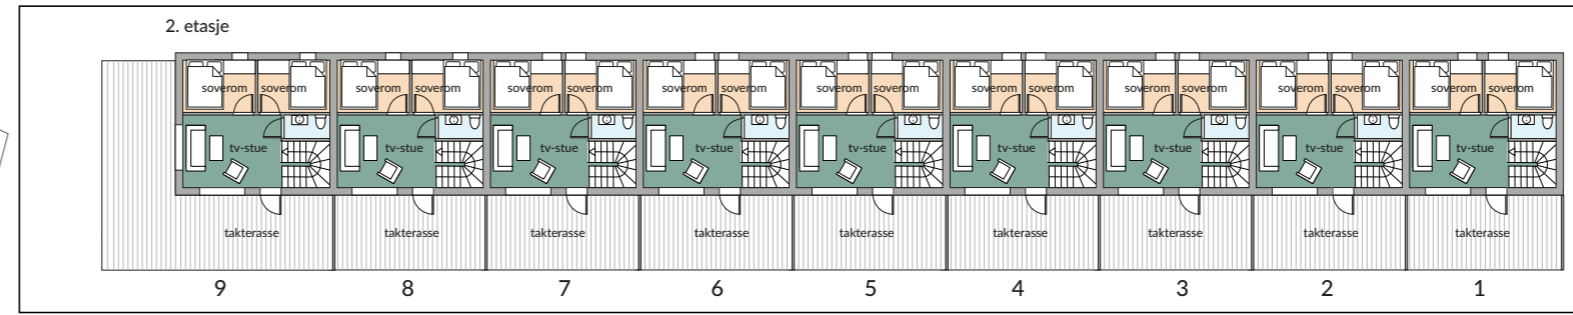 2. etasje
soverom soverom soverom soverom soverom soverom soverom soverom soverom soverom soverom soverom soverom soverom soverom soverom soverom soverom
tv-stue tv-stue tv-stue tv-stue tv-stue tv-stue tv-stue tv-stue tv-stue
takterasse takterasse takterasse takterasse takterasse takterasse takterasse takterasse takterasse
9 8 7 6 5 4 3 2 1